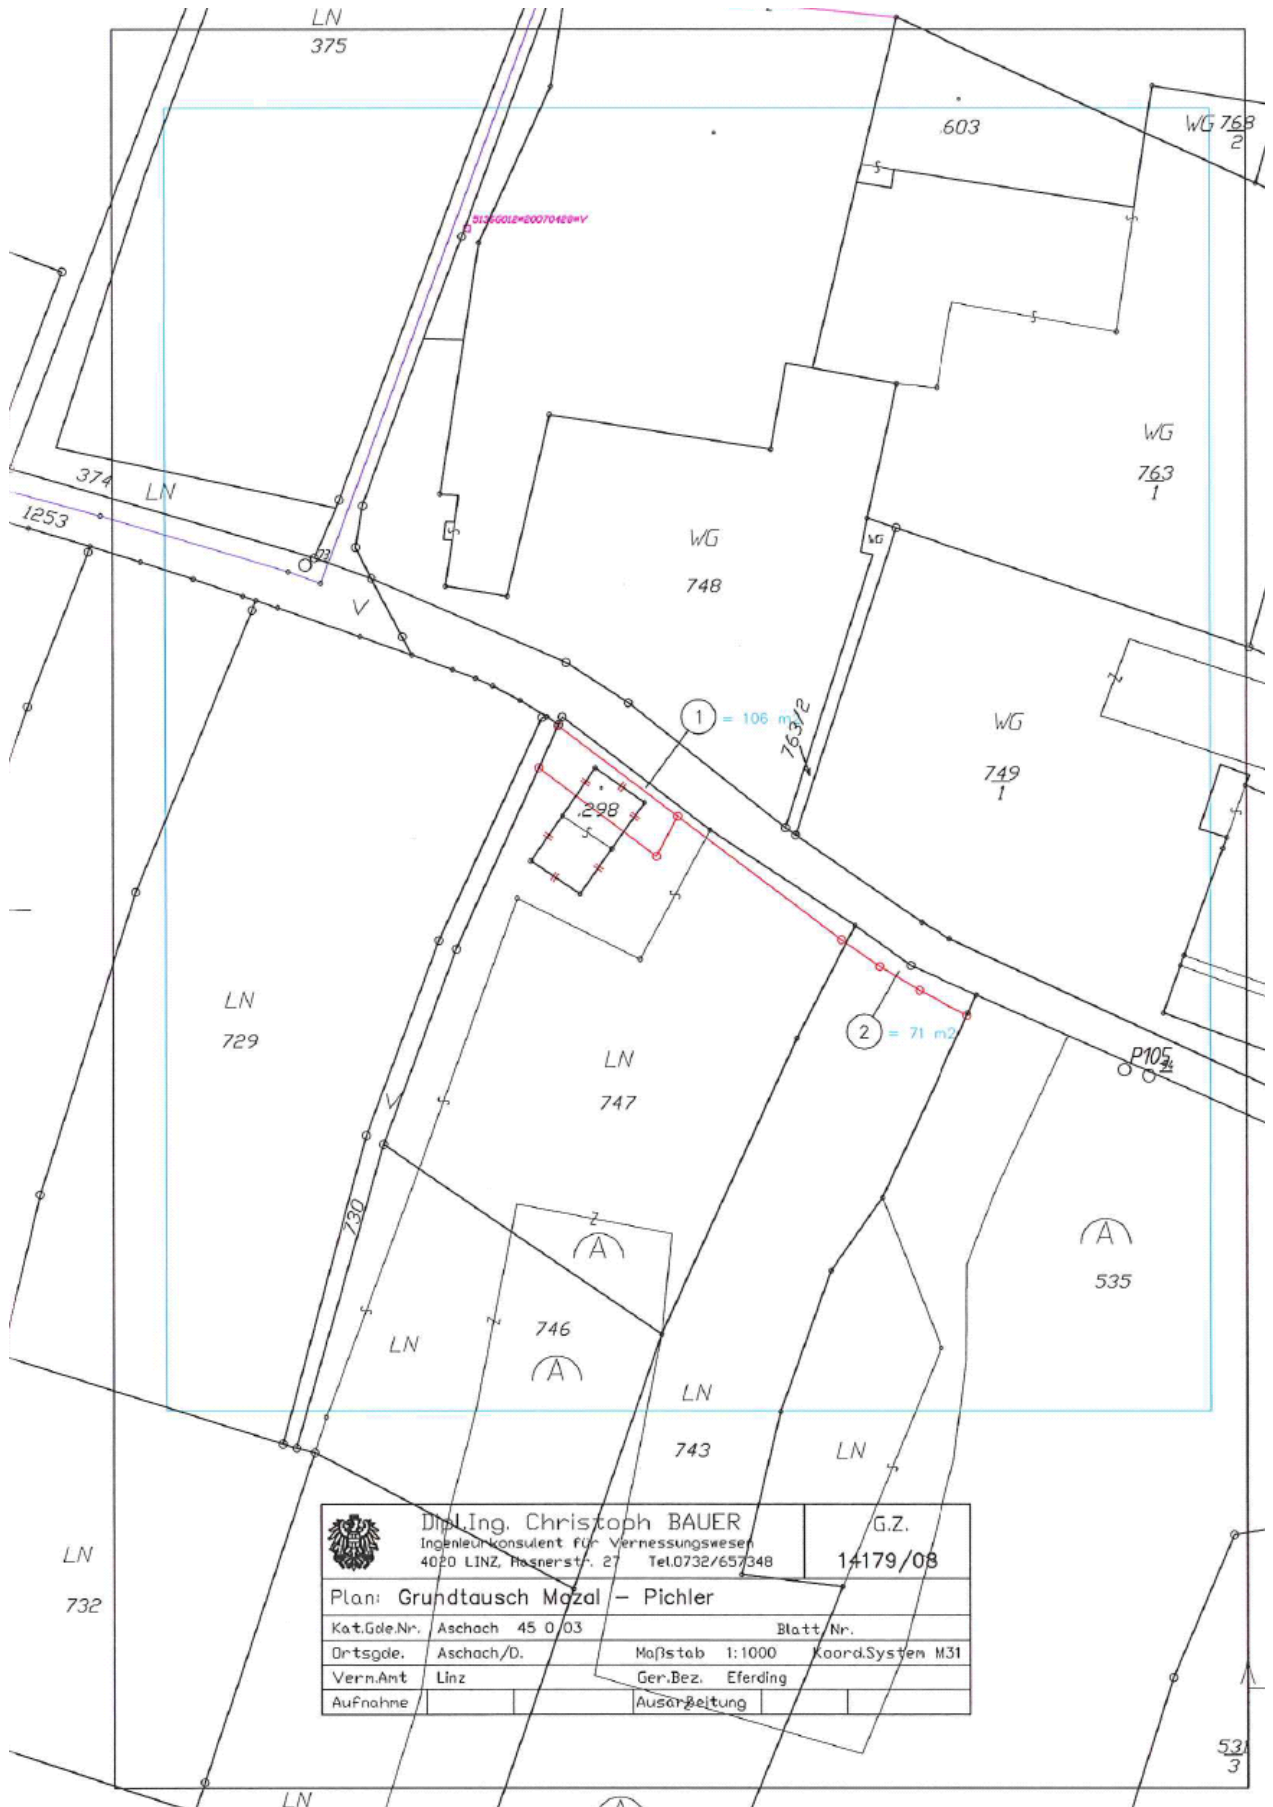 LN
375
.603
WG 768
2
51360012#20070428#V
374
LN
1253
WG
763
1
WG
WG
748
V
1 = 106 m
763/2
WG
749
1
.298
LN
729
2 = 71 m2
LN
747
P105
V
730
A
A
535
746
LN
A
LN
743
LN
Dipl.Ing. Christoph BAUER
Ingenieurkonsulent für Vermessungswesen
4020 LINZ, Hasnerstr. 27 Tel.0732/657348
G.Z.
14179/08
Plan: Grundtausch Mazal – Pichler
Kat.Gde.Nr. Aschach 45 0 03 Blatt Nr.
Ortsgde. Aschach/D. Maßstab 1:1000 Koord.System M31
Verm.Amt Linz Ger.Bez. Eferding
Aufnahme Ausarbeitung
LN
732
531
3
LN
A